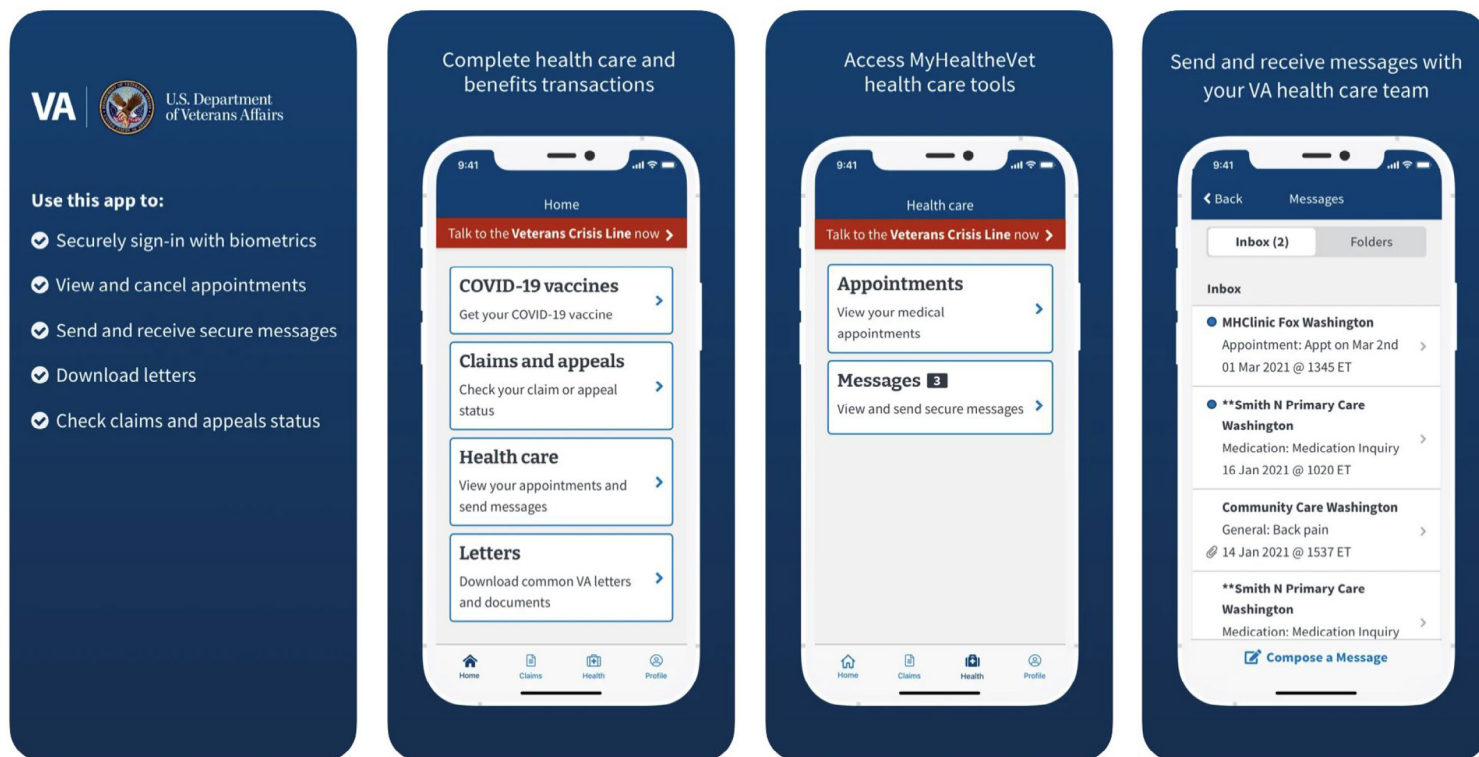 VA
U.S. Department
of Veterans Affairs
Use this app to:
Securely sign-in with biometrics
View and cancel appointments
Send and receive secure messages
Download letters
Check claims and appeals status
Complete health care and
benefits transactions
9:41
Home
Talk to the Veterans Crisis Line now
COVID-19 vaccines
Get your COVID-19 vaccine
Claims and appeals
Check your claim or appeal
status
Health care
View your appointments and
send messages
Letters
Download common VA letters
and documents
Home
Claims
Health
Profile
Access MyHealtheVet
health care tools
9:41
Health care
Talk to the Veterans Crisis Line now
Appointments
View your medical
appointments
Messages 3
View and send secure messages
Home
Claims
Health
Profile
Send and receive messages with
your VA health care team
9:41
Back
Messages
Inbox (2)
Folders
Inbox
MHClinic Fox Washington
Appointment: Appt on Mar 2nd
01 Mar 2021 @ 1345 ET
**Smith N Primary Care
Washington
Medication: Medication Inquiry
16 Jan 2021 @ 1020 ET
Community Care Washington
General: Back pain
14 Jan 2021 @ 1537 ET
**Smith N Primary Care
Washington
Medication: Medication Inquiry
Compose a Message